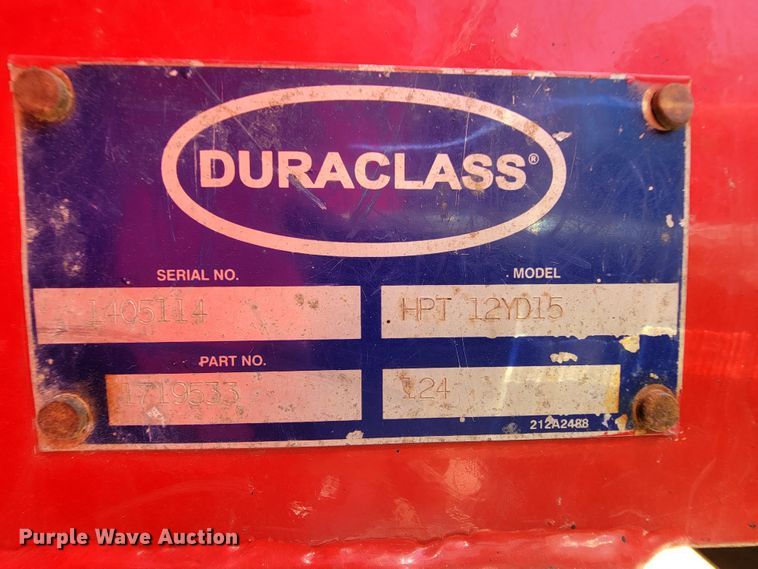 DURACLASS®
SERIAL NO. MODEL
1405114 HPT 12YD15
PART NO.
1719533 124
212A2488
Purple Wave Auction